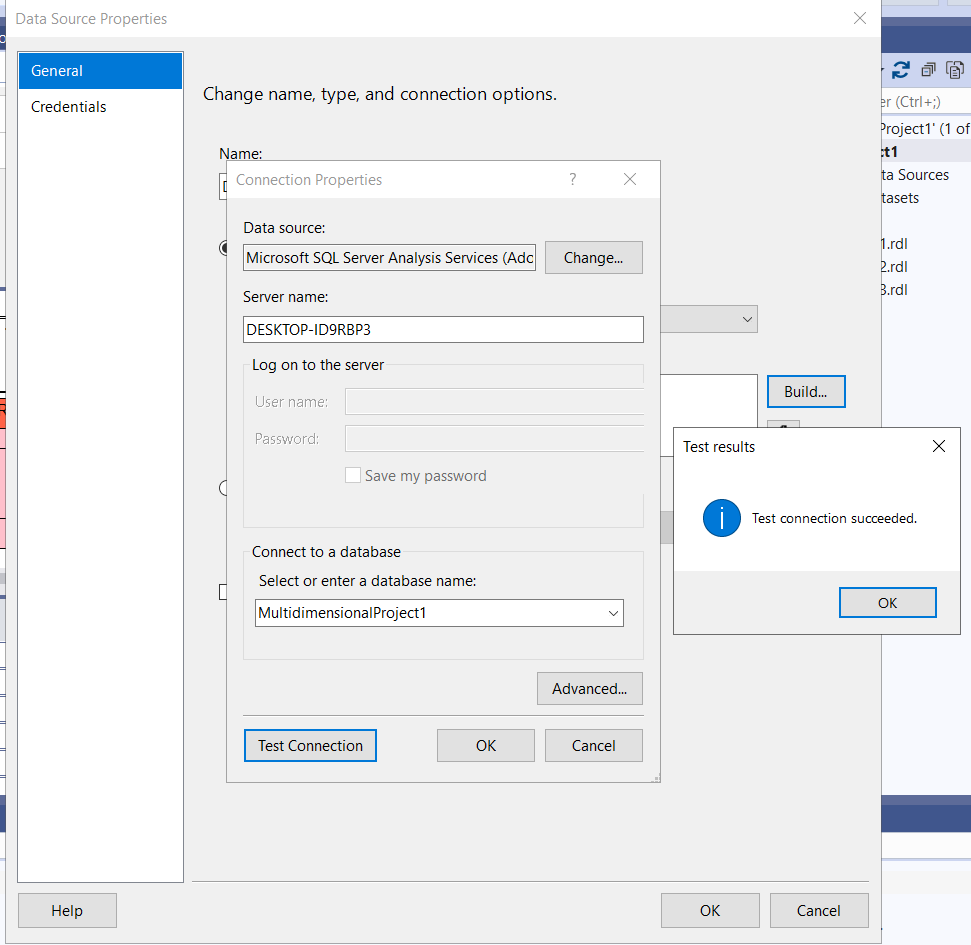 Data Source Properties
General
Credentials
Change name, type, and connection options.
Name:
Connection Properties
?
Data source:
Microsoft SQL Server Analysis Services (Ado
Change...
Server name:
DESKTOP-ID9RBP3
Log on to the server
User name:
Password:
Save my password
Connect to a database
Select or enter a database name:
MultidimensionalProject1
Advanced...
Test Connection
OK
Cancel
Build...
Test results
i
Test connection succeeded.
OK
Help
OK
Cancel
er (Ctrl+;)
Project1' (1 of
ct1
ta Sources
tasets
1.rdl
2.rdl
3.rdl